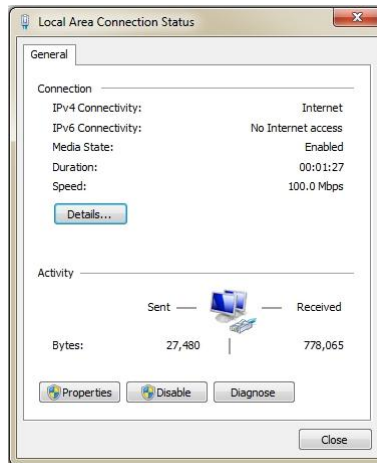 Local Area Connection Status
General
Connection
IPv4 Connectivity: Internet
IPv6 Connectivity: No Internet access
Media State: Enabled
Duration: 00:01:27
Speed: 100.0 Mbps
Details...
Activity
Sent Received
Bytes: 27,480 778,065
Properties Disable Diagnose
Close